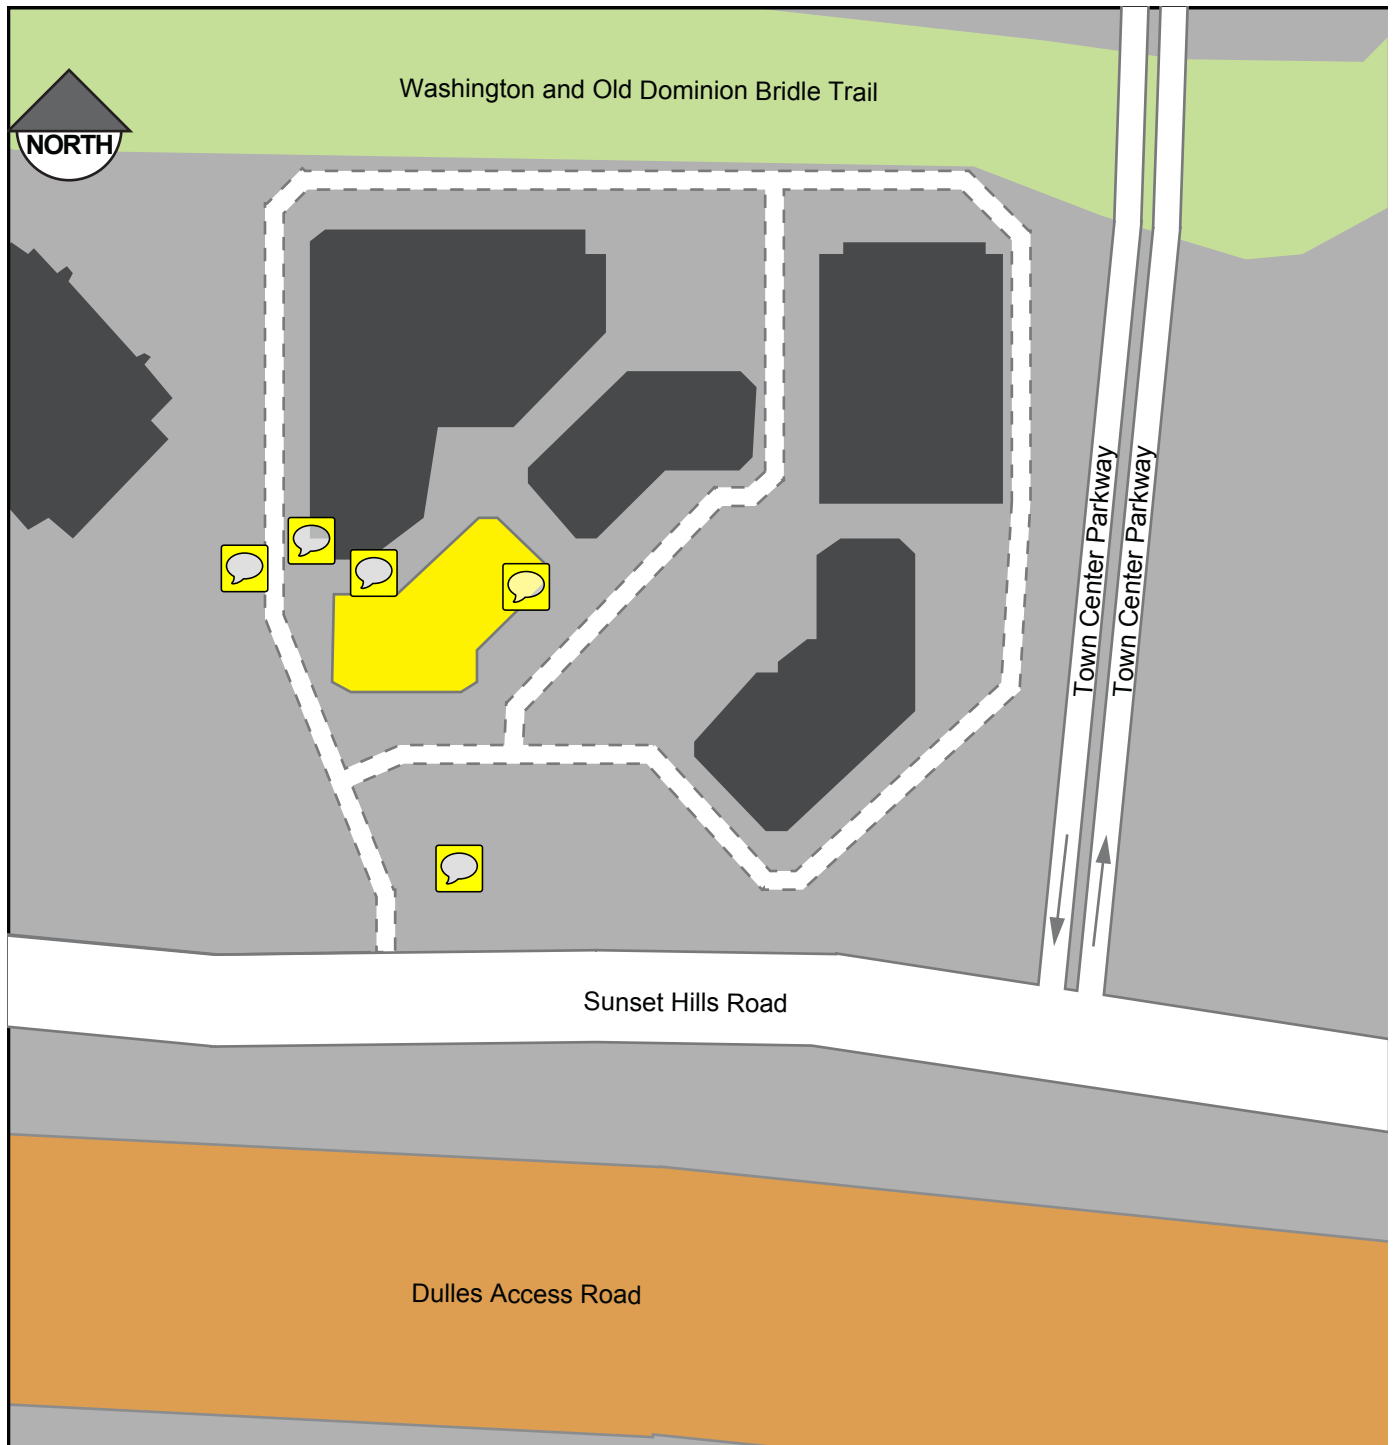 Washington and Old Dominion Bridle Trail
NORTH
Town Center Parkway
Town Center Parkway
Sunset Hills Road
Dulles Access Road